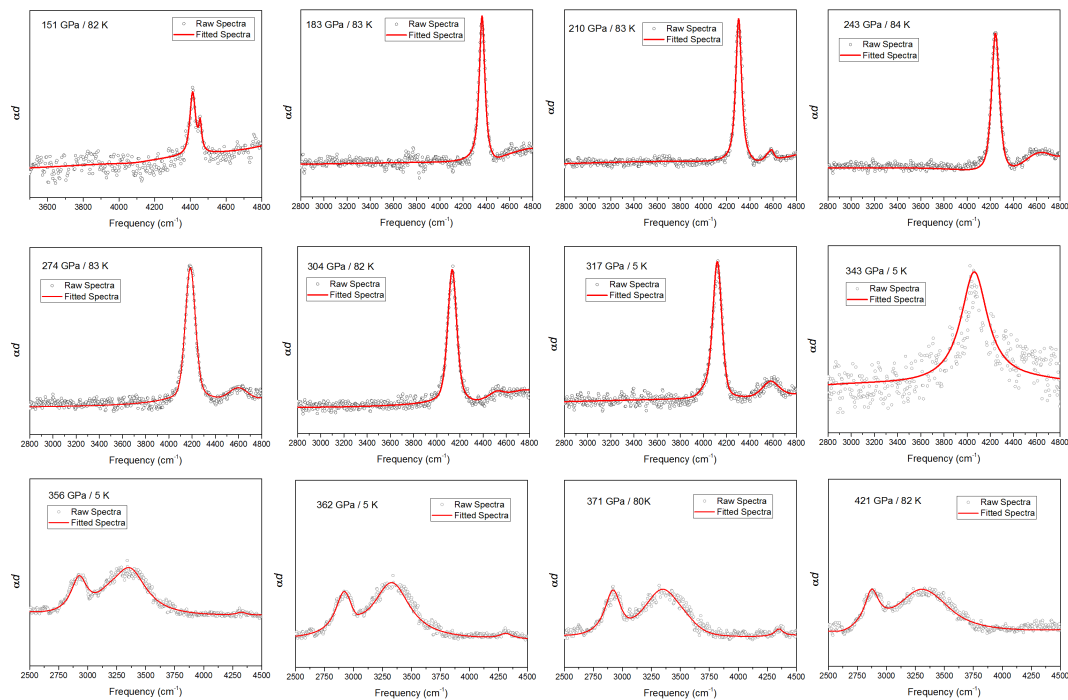 151 GPa / 82 K
Raw Spectra
Fitted Spectra
αd
3600 3800 4000 4200 4400 4600 4800
Frequency (cm-1)
183 GPa / 83 K
Raw Spectra
Fitted Spectra
αd
2800 3000 3200 3400 3600 3800 4000 4200 4400 4600 4800
Frequency (cm-1)
210 GPa / 83 K
Raw Spectra
Fitted Spectra
αd
2800 3000 3200 3400 3600 3800 4000 4200 4400 4600 4800
Frequency (cm-1)
243 GPa / 84 K
Raw Spectra
Fitted Spectra
αd
2800 3000 3200 3400 3600 3800 4000 4200 4400 4600 4800
Frequency (cm-1)
274 GPa / 83 K
Raw Spectra
Fitted Spectra
αd
2800 3000 3200 3400 3600 3800 4000 4200 4400 4600 4800
Frequency (cm-1)
304 GPa / 82 K
Raw Spectra
Fitted Spectra
αd
2800 3000 3200 3400 3600 3800 4000 4200 4400 4600 4800
Frequency (cm-1)
317 GPa / 5 K
Raw Spectra
Fitted Spectra
αd
2800 3000 3200 3400 3600 3800 4000 4200 4400 4600 4800
Frequency (cm-1)
343 GPa / 5 K
Raw Spectra
Fitted Spectra
αd
2800 3000 3200 3400 3600 3800 4000 4200 4400 4600 4800
Frequency (cm-1)
356 GPa / 5 K
Raw Spectra
Fitted Spectra
αd
2500 2750 3000 3250 3500 3750 4000 4250 4500
Frequency (cm-1)
362 GPa / 5 K
Raw Spectra
Fitted Spectra
αd
2500 2750 3000 3250 3500 3750 4000 4250 4500
Frequency (cm-1)
371 GPa / 80K
Raw Spectra
Fitted Spectra
αd
2500 2750 3000 3250 3500 3750 4000 4250 4500
Frequency (cm-1)
421 GPa / 82 K
Raw Spectra
Fitted Spectra
αd
2500 2750 3000 3250 3500 3750 4000 4250 4500
Frequency (cm-1)